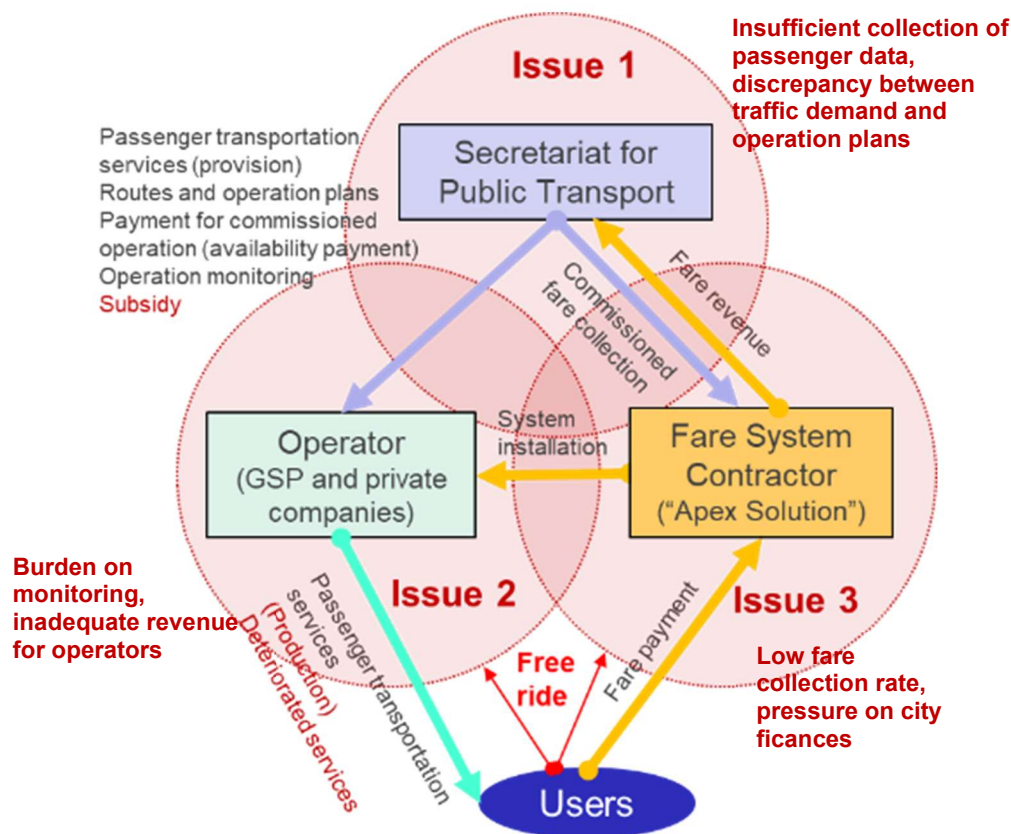 Issue 1
Insufficient collection of
passenger data,
discrepancy between
traffic demand and
operation plans
Passenger transportation
services (provision)
Routes and operation plans
Payment for commissioned
operation (availability payment)
Operation monitoring
Subsidy
Secretariat for
Public Transport
Commissioned
fare collection
Fare revenue
Operator
(GSP and private
companies)
System
installation
Fare System
Contractor
("Apex Solution")
Burden on
monitoring,
inadequate revenue
for operators
Issue 2
Issue 3
Passenger transportation
services
(Production)
Deteriorated services
Free
ride
Fare payment
Low fare
collection rate,
pressure on city
ficances
Users